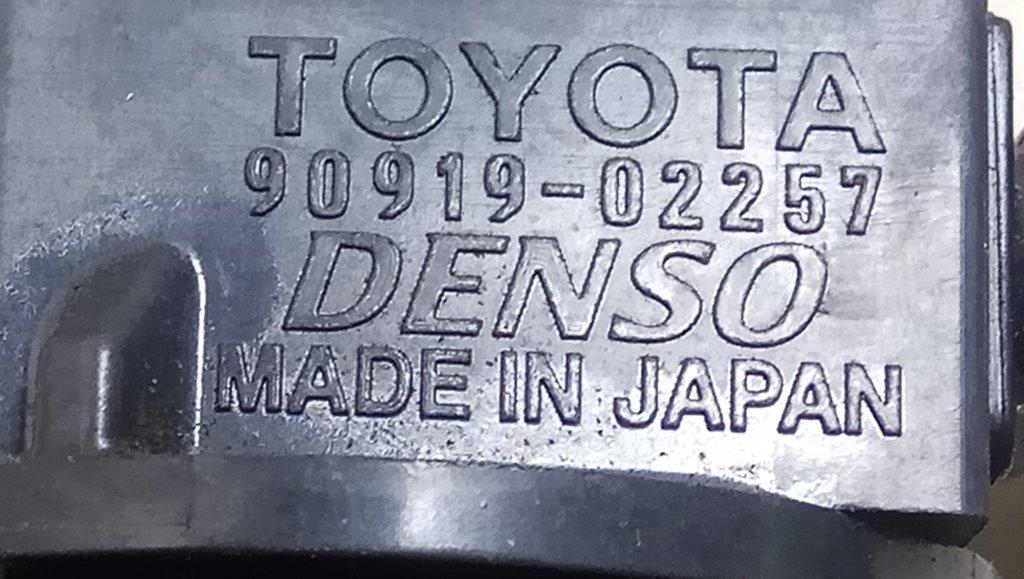 TOYOTA
90919-02257
DENSO
MADE IN JAPAN